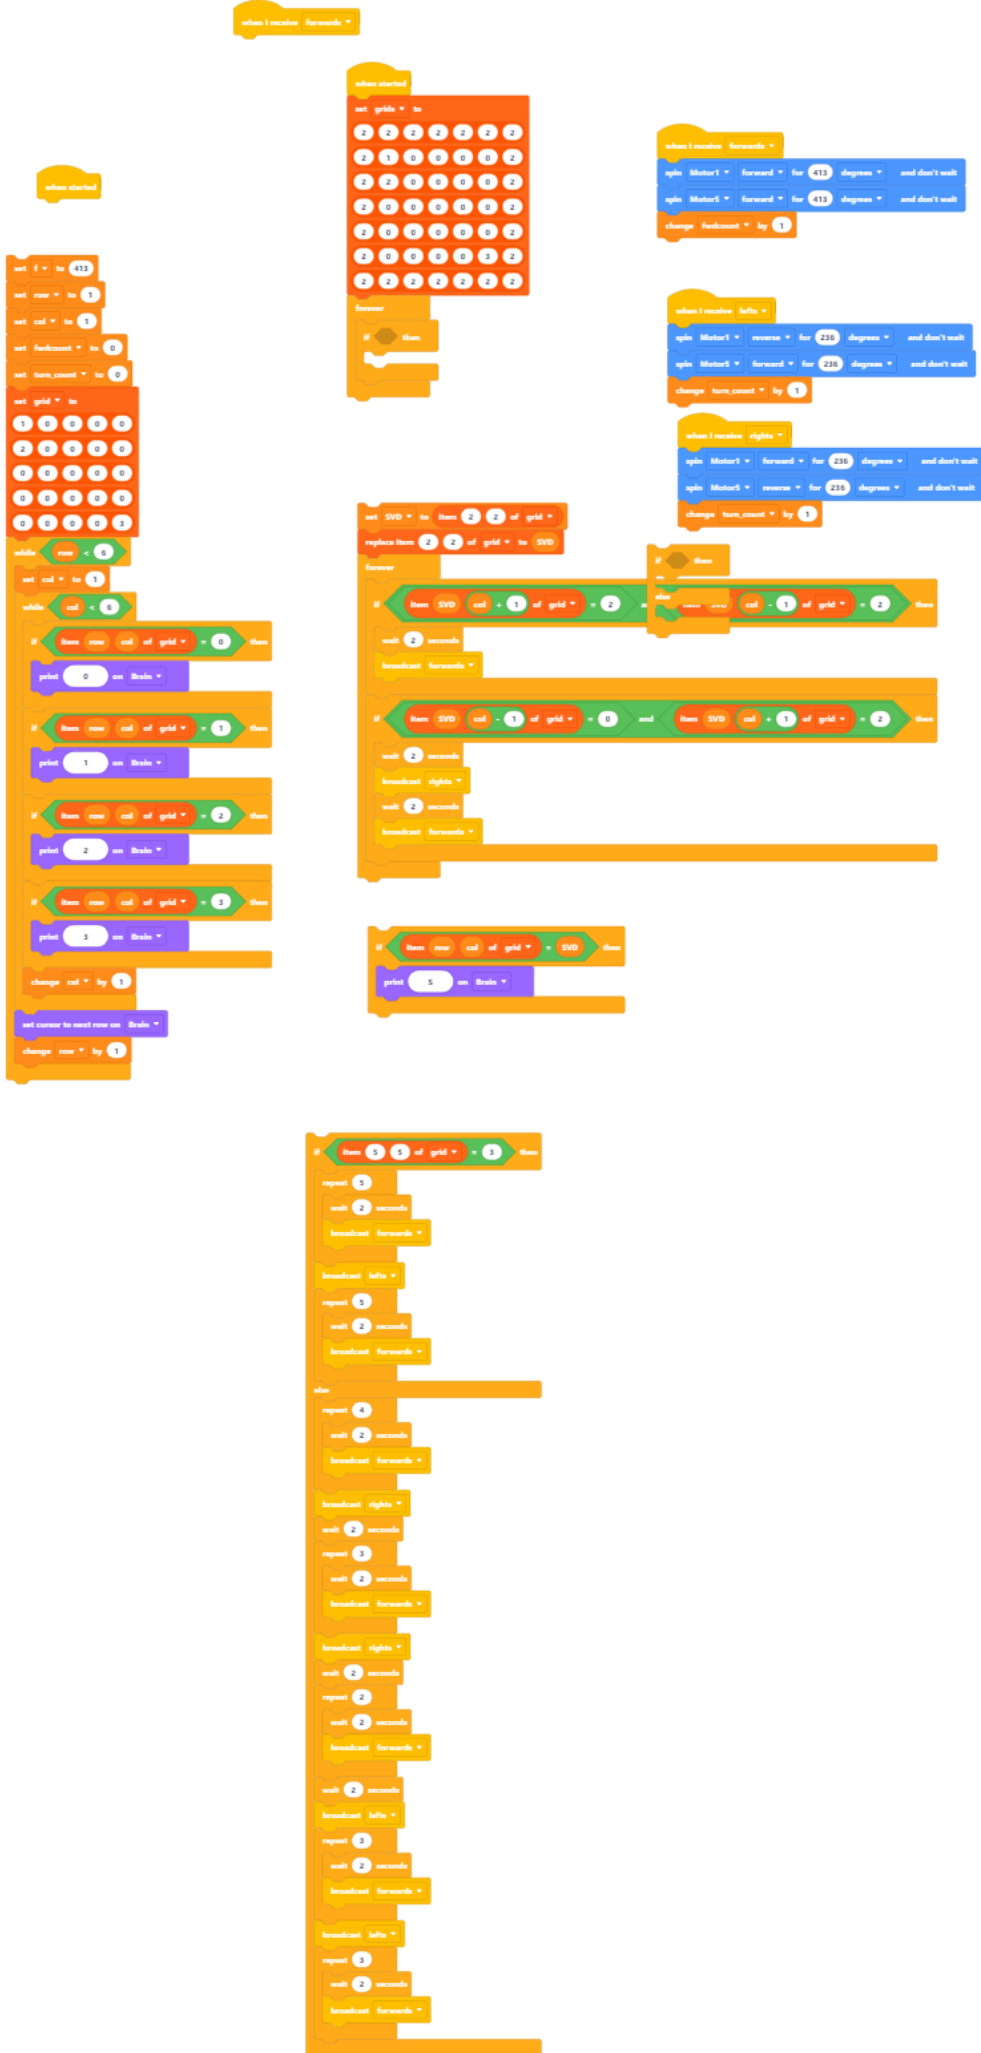 when I receive forwards
when started
set grids to
2 2 2 2 2 2 2
2 1 0 0 0 0 2
2 2 0 0 0 0 2
2 0 0 0 0 0 2
2 0 0 0 0 0 2
2 0 0 0 0 3 2
2 2 2 2 2 2 2
forever
if then
when I receive forwards
spin Motor1 forward for 413 degrees and don't wait
spin Motor5 forward for 413 degrees and don't wait
change fwdcount by 1
when I receive lefts
spin Motor1 reverse for 236 degrees and don't wait
spin Motor5 forward for 236 degrees and don't wait
change turn_count by 1
when I receive rights
spin Motor1 forward for 236 degrees and don't wait
spin Motor5 reverse for 236 degrees and don't wait
change turn_count by 1
when started
set f to 413
set row to 1
set col to 1
set fwdcount to 0
set turn_count to 0
set grid to
1 0 0 0 0
2 0 0 0 0
0 0 0 0 0
0 0 0 0 0
0 0 0 0 3
while row < 6
set col to 1
while col < 6
if item row col of grid = 0 then
print 0 on Brain
if item row col of grid = 1 then
print 1 on Brain
if item row col of grid = 2 then
print 2 on Brain
if item row col of grid = 3 then
print 3 on Brain
change col by 1
set cursor to next row on Brain
change row by 1
set SVD to item 2 2 of grid
replace item 2 2 of grid to SVD
forever
if item SVD col + 1 of grid = 2
col - 1 of grid = 2 then
wait 2 seconds
broadcast forwards
if item SVD col - 1 of grid = 0 and item SVD col + 1 of grid = 2 then
wait 2 seconds
broadcast rights
wait 2 seconds
broadcast forwards
if then
else
if item row col of grid = SVD then
print 5 on Brain
if item 5 5 of grid = 3 then
repeat 5
wait 2 seconds
broadcast forwards
broadcast lefts
repeat 5
wait 2 seconds
broadcast forwards
else
repeat 4
wait 2 seconds
broadcast forwards
broadcast rights
wait 2 seconds
repeat 3
wait 2 seconds
broadcast forwards
broadcast rights
wait 2 seconds
repeat 2
wait 2 seconds
broadcast forwards
wait 2 seconds
broadcast lefts
repeat 3
wait 2 seconds
broadcast forwards
broadcast lefts
repeat 3
wait 2 seconds
broadcast forwards